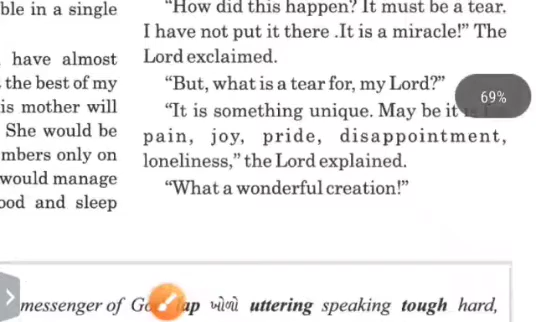 ble in a single
have almost
the best of my
is mother will
She would be
mbers only on
would manage
ood and sleep
“How did this happen? It must be a tear.
I have not put it there .It is a miracle!” The
Lord exclaimed.
“But, what is a tear for, my Lord?”
“It is something unique. May be it
pain, joy, pride, disappointment,
loneliness,” the Lord explained.
“What a wonderful creation!”
69%
messenger of ap ખોળો uttering speaking tough hard,